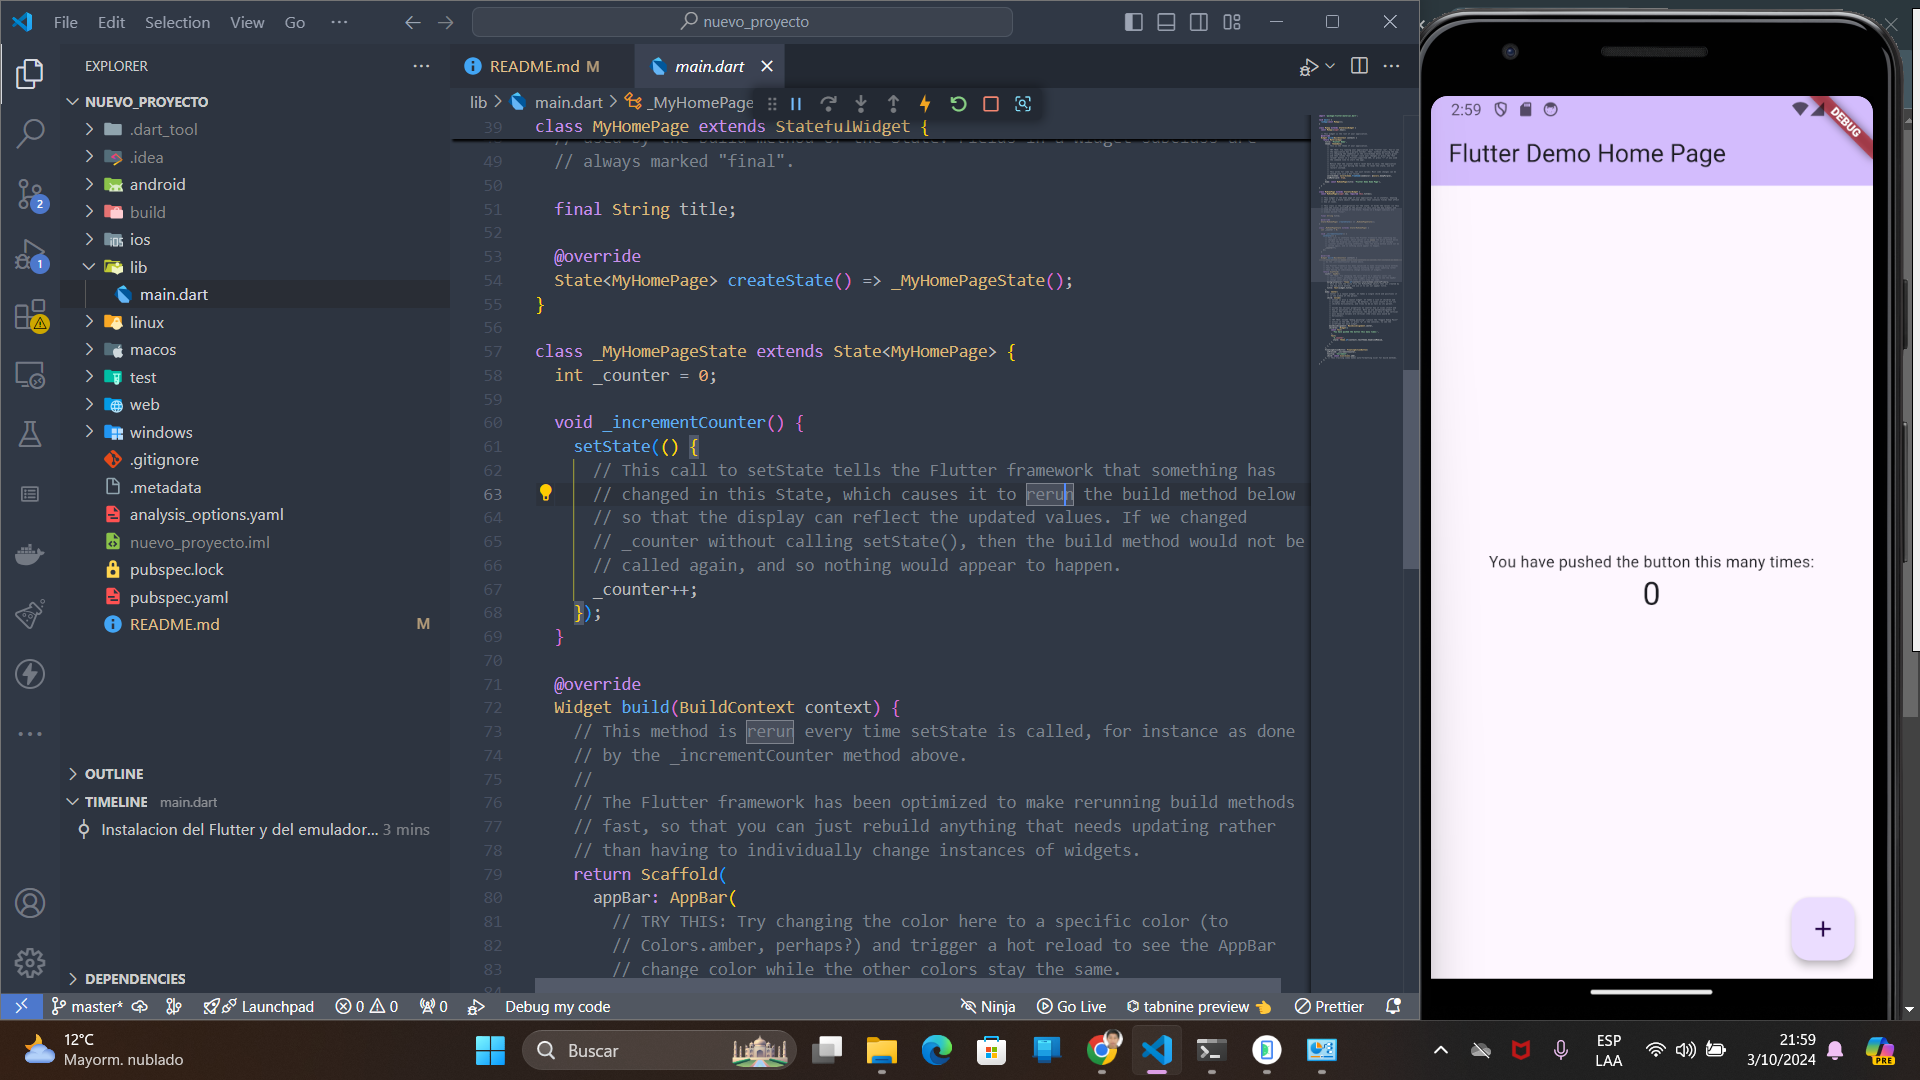 File Edit Selection View Go ···
nuevo_proyecto
EXPLORER
NUEVO_PROYECTO
.dart_tool
.idea
android
build
ios
lib
main.dart
linux
macos
test
web
windows
.gitignore
.metadata
analysis_options.yaml
nuevo_proyecto.iml
pubspec.lock
pubspec.yaml
README.md M
OUTLINE
TIMELINE main.dart
Instalacion del Flutter y del emulador... 3 mins
DEPENDENCIES
2
1
README.md M
main.dart
lib > main.dart > _MyHomePage
39 class MyHomePage extends StatefulWidget {
49 // always marked "final".
50
51 final String title;
52
53 @override
54 State<MyHomePage> createState() => _MyHomePageState();
55 }
56
57 class _MyHomePageState extends State<MyHomePage> {
58 int _counter = 0;
59
60 void _incrementCounter() {
61 setState(() {
62 // This call to setState tells the Flutter framework that something has
63 // changed in this State, which causes it to rerun the build method below
64 // so that the display can reflect the updated values. If we changed
65 // _counter without calling setState(), then the build method would not be
66 // called again, and so nothing would appear to happen.
67 _counter++;
68 });
69 }
70
71 @override
72 Widget build(BuildContext context) {
73 // This method is rerun every time setState is called, for instance as done
74 // by the _incrementCounter method above.
75 //
76 // The Flutter framework has been optimized to make rerunning build methods
77 // fast, so that you can just rebuild anything that needs updating rather
78 // than having to individually change instances of widgets.
79 return Scaffold(
80 appBar: AppBar(
81 // TRY THIS: Try changing the color here to a specific color (to
82 // Colors.amber, perhaps?) and trigger a hot reload to see the AppBar
83 // change color while the other colors stay the same.
master* Launchpad 0 0 0 Debug my code Ninja Go Live tabnine preview Prettier
2:59
DEBUG
Flutter Demo Home Page
You have pushed the button this many times:
0
+
12°C
Mayorm. nublado
Buscar
ESP
LAA
21:59
3/10/2024
PRE